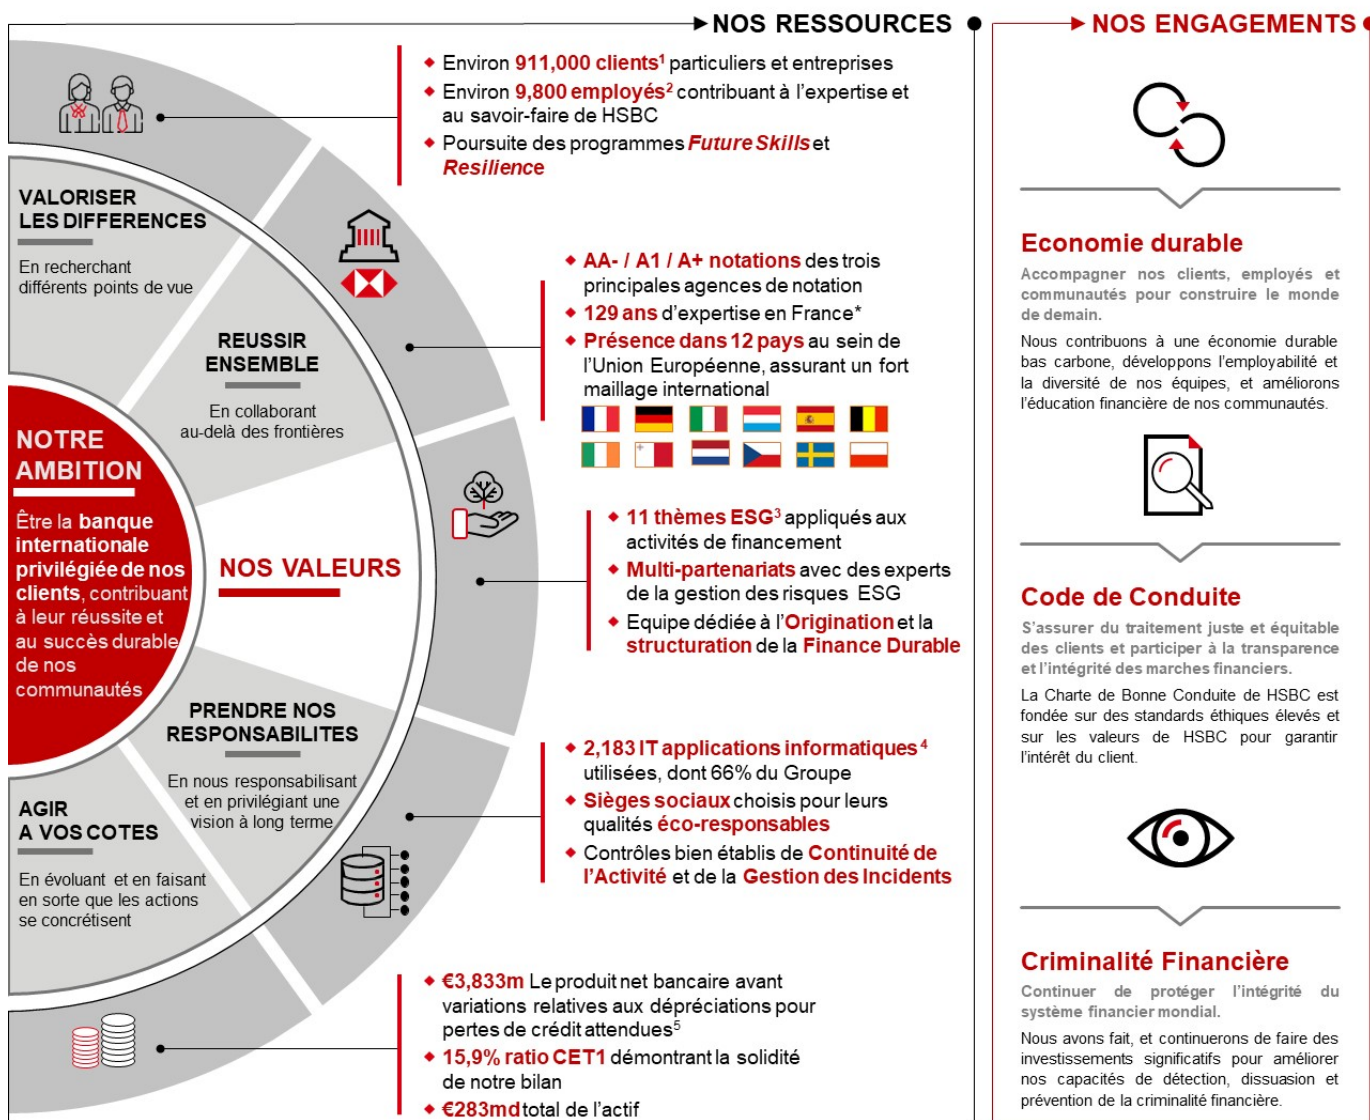 NOS RESSOURCES
Environ 911,000 clients¹ particuliers et entreprises
Environ 9,800 employés² contribuant à l'expertise et
au savoir-faire de HSBC
Poursuite des programmes Future Skills et
Resilience
AA- / A1 / A+ notations des trois
principales agences de notation
129 ans d'expertise en France*
Présence dans 12 pays au sein de
l'Union Européenne, assurant un fort
maillage international
11 thèmes ESG³ appliqués aux
activités de financement
Multi-partenariats avec des experts
de la gestion des risques ESG
Equipe dédiée à l'Origination et la
structuration de la Finance Durable
2,183 IT applications informatiques ⁴
utilisées, dont 66% du Groupe
Sièges sociaux choisis pour leurs
qualités éco-responsables
Contrôles bien établis de Continuité de
l'Activité et de la Gestion des Incidents
€3,833m Le produit net bancaire avant
variations relatives aux dépréciations pour
pertes de crédit attendues⁵
15,9% ratio CET1 démontrant la solidité
de notre bilan
€283md total de l'actif
VALORISER
LES DIFFERENCES
En recherchant
différents points de vue
REUSSIR
ENSEMBLE
En collaborant
au-delà des frontières
NOTRE
AMBITION
Être la banque
internationale
privilégiée de nos
clients, contribuant
à leur réussite et
au succès durable
de nos
communautés
NOS VALEURS
PRENDRE NOS
RESPONSABILITES
En nous responsabilisant
et en privilégiant une
vision à long terme
AGIR
A VOS COTES
En évoluant et en faisant
en sorte que les actions
se concrétisent
NOS ENGAGEMENTS
Economie durable
Accompagner nos clients, employés et
communautés pour construire le monde
de demain.
Nous contribuons à une économie durable
bas carbone, développons l'employabilité et
la diversité de nos équipes, et améliorons
l'éducation financière de nos communautés.
Code de Conduite
S'assurer du traitement juste et équitable
des clients et participer à la transparence
et l'intégrité des marches financiers.
La Charte de Bonne Conduite de HSBC est
fondée sur des standards éthiques élevés et
sur les valeurs de HSBC pour garantir
l'intérêt du client.
Criminalité Financière
Continuer de protéger l'intégrité du
système financier mondial.
Nous avons fait, et continuerons de faire des
investissements significatifs pour améliorer
nos capacités de détection, dissuasion et
prévention de la criminalité financière.